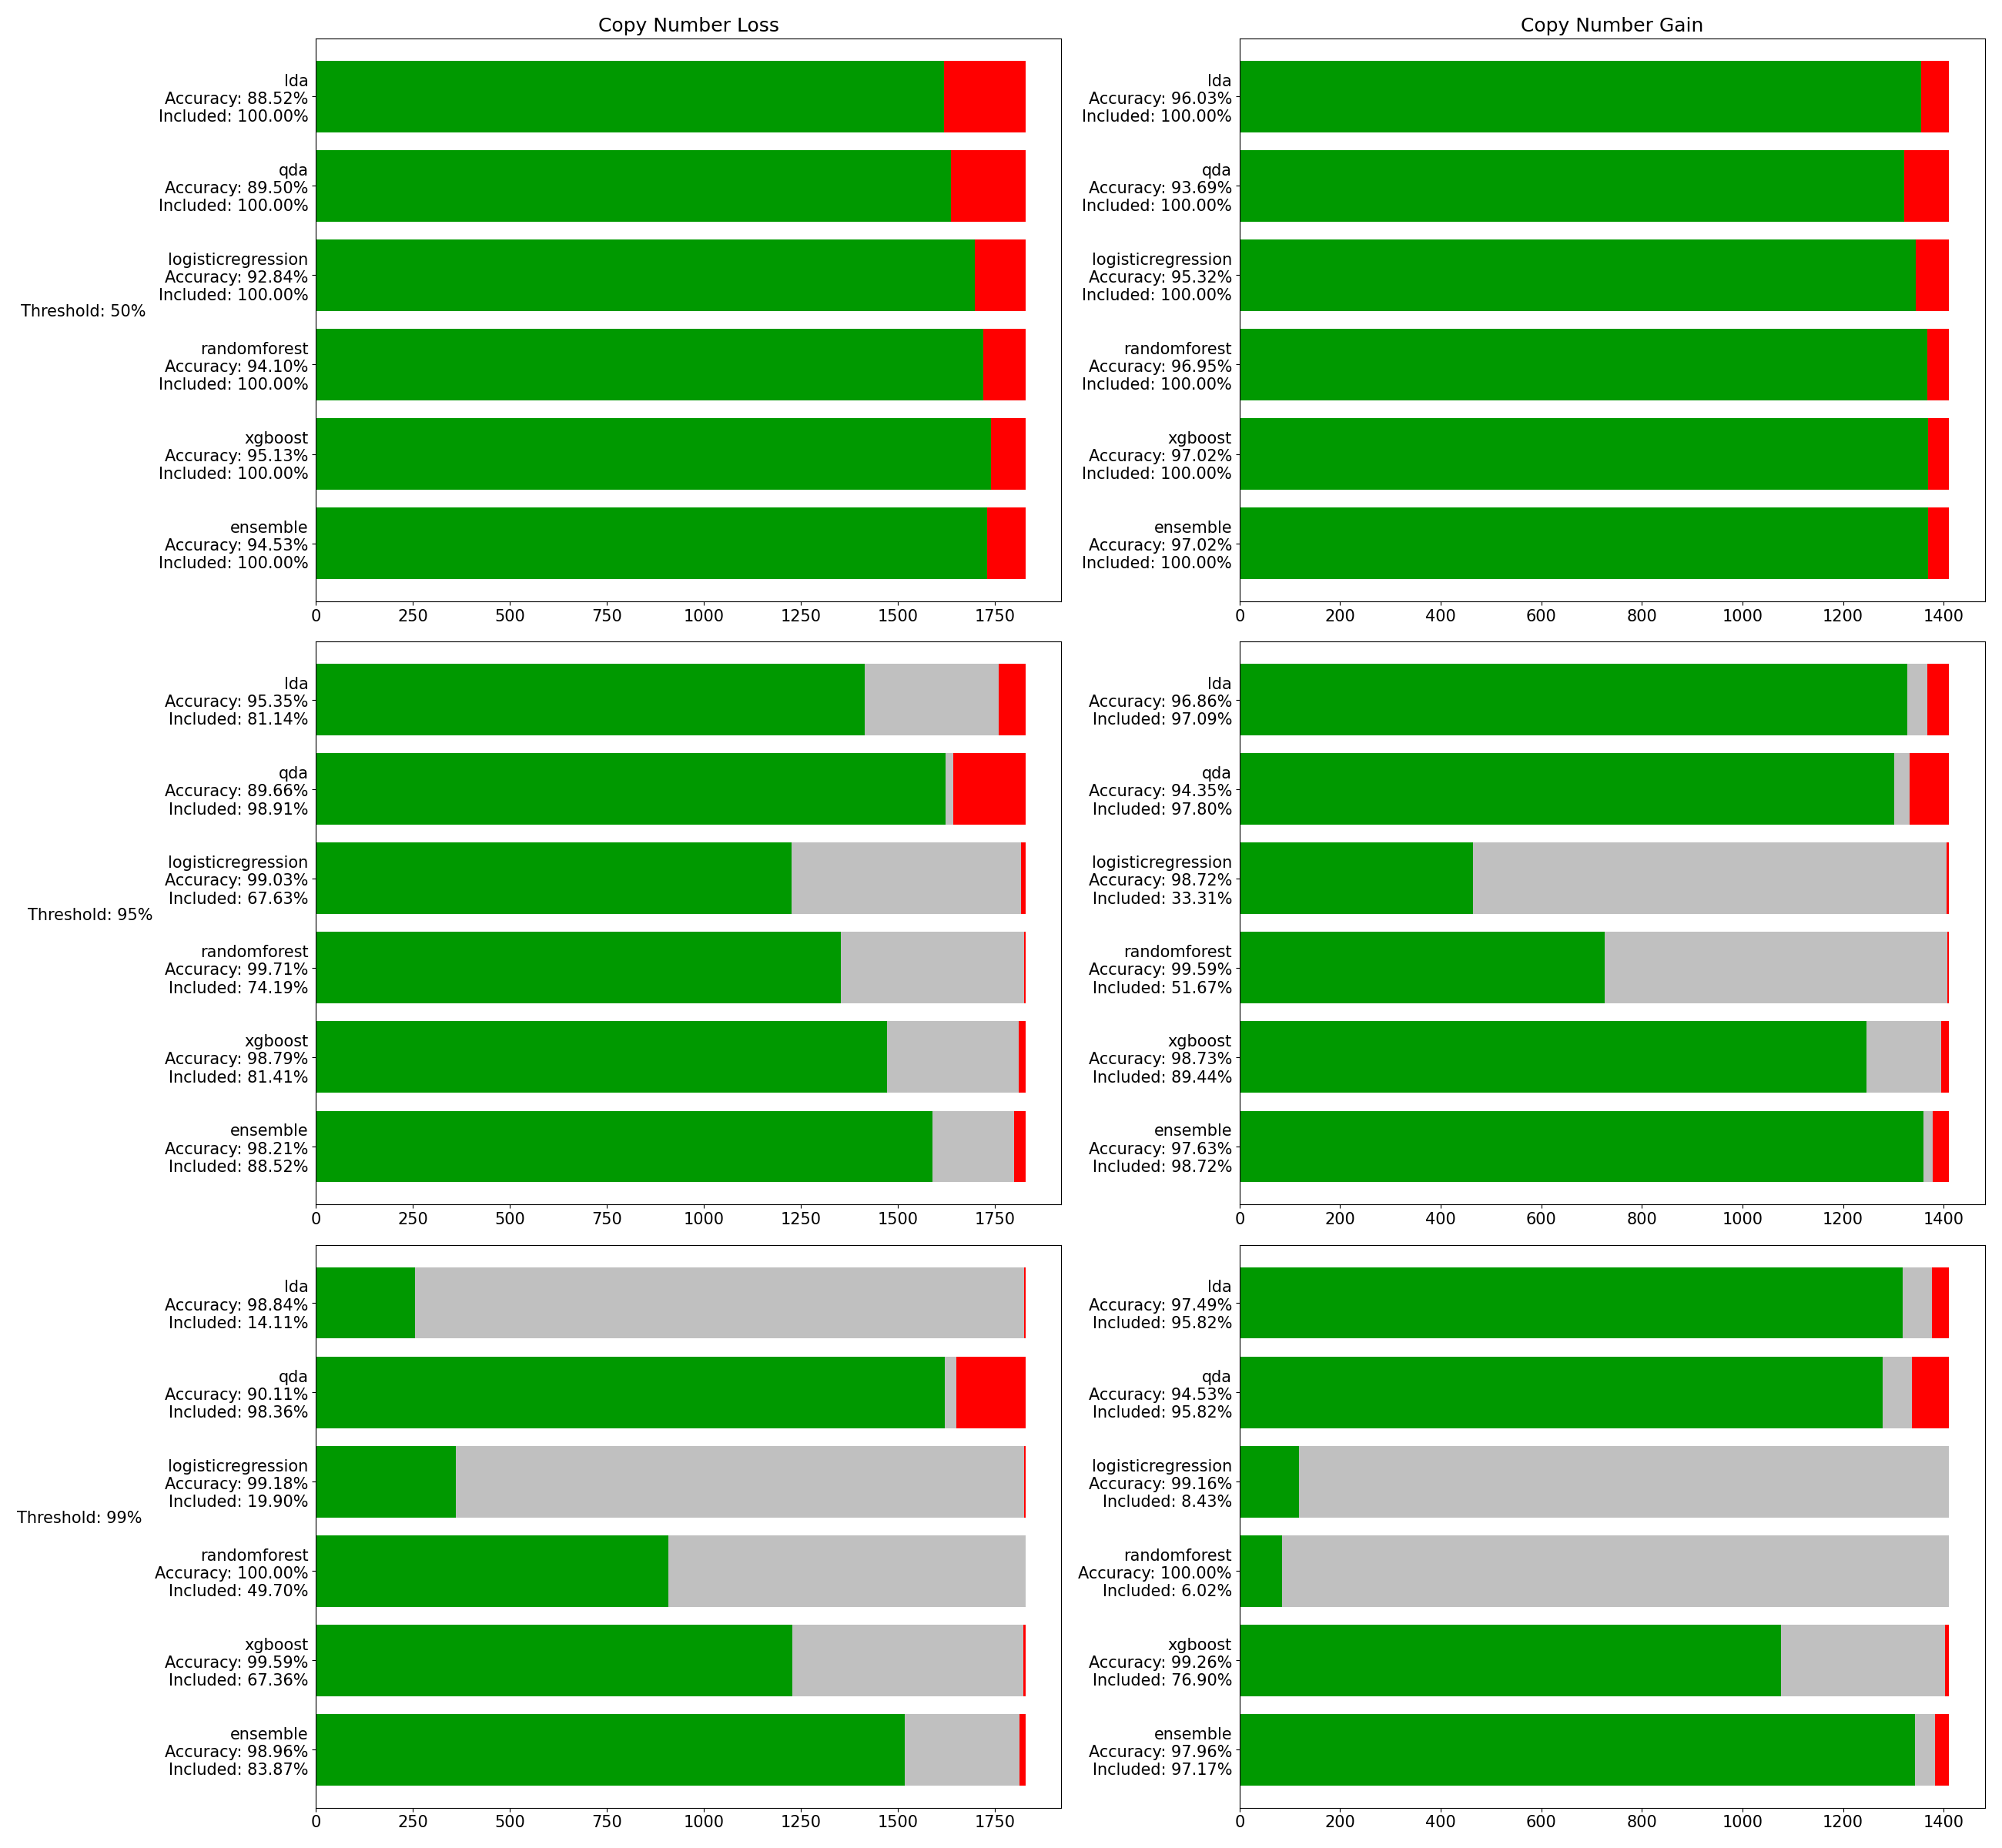 Copy Number Loss
Copy Number Gain
Threshold: 50%
lda
Accuracy: 88.52%
Included: 100.00%
qda
Accuracy: 89.50%
Included: 100.00%
logisticregression
Accuracy: 92.84%
Included: 100.00%
randomforest
Accuracy: 94.10%
Included: 100.00%
xgboost
Accuracy: 95.13%
Included: 100.00%
ensemble
Accuracy: 94.53%
Included: 100.00%
0 250 500 750 1000 1250 1500 1750
lda
Accuracy: 96.03%
Included: 100.00%
qda
Accuracy: 93.69%
Included: 100.00%
logisticregression
Accuracy: 95.32%
Included: 100.00%
randomforest
Accuracy: 96.95%
Included: 100.00%
xgboost
Accuracy: 97.02%
Included: 100.00%
ensemble
Accuracy: 97.02%
Included: 100.00%
0 200 400 600 800 1000 1200 1400
Threshold: 95%
lda
Accuracy: 95.35%
Included: 81.14%
qda
Accuracy: 89.66%
Included: 98.91%
logisticregression
Accuracy: 99.03%
Included: 67.63%
randomforest
Accuracy: 99.71%
Included: 74.19%
xgboost
Accuracy: 98.79%
Included: 81.41%
ensemble
Accuracy: 98.21%
Included: 88.52%
0 250 500 750 1000 1250 1500 1750
lda
Accuracy: 96.86%
Included: 97.09%
qda
Accuracy: 94.35%
Included: 97.80%
logisticregression
Accuracy: 98.72%
Included: 33.31%
randomforest
Accuracy: 99.59%
Included: 51.67%
xgboost
Accuracy: 98.73%
Included: 89.44%
ensemble
Accuracy: 97.63%
Included: 98.72%
0 200 400 600 800 1000 1200 1400
Threshold: 99%
lda
Accuracy: 98.84%
Included: 14.11%
qda
Accuracy: 90.11%
Included: 98.36%
logisticregression
Accuracy: 99.18%
Included: 19.90%
randomforest
Accuracy: 100.00%
Included: 49.70%
xgboost
Accuracy: 99.59%
Included: 67.36%
ensemble
Accuracy: 98.96%
Included: 83.87%
0 250 500 750 1000 1250 1500 1750
lda
Accuracy: 97.49%
Included: 95.82%
qda
Accuracy: 94.53%
Included: 95.82%
logisticregression
Accuracy: 99.16%
Included: 8.43%
randomforest
Accuracy: 100.00%
Included: 6.02%
xgboost
Accuracy: 99.26%
Included: 76.90%
ensemble
Accuracy: 97.96%
Included: 97.17%
0 200 400 600 800 1000 1200 1400